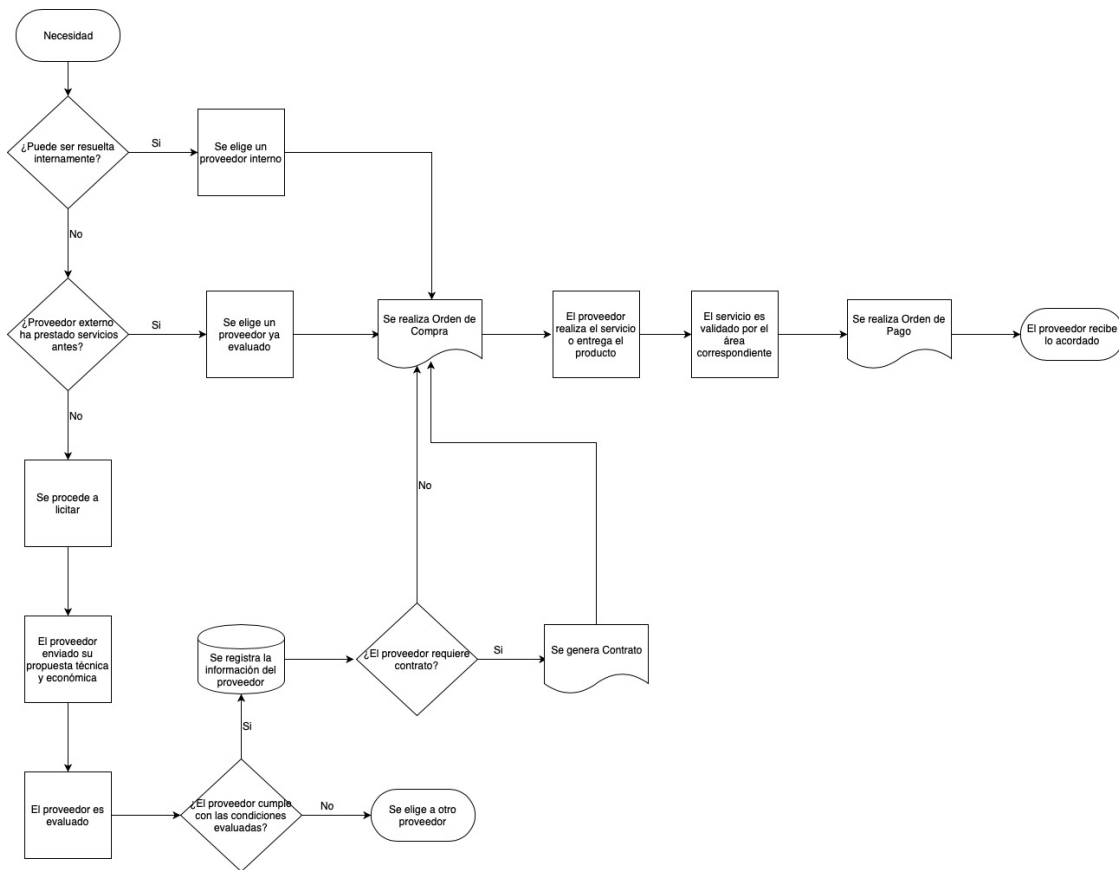 Necesidad
¿Puede ser resuelta
internamente?
Si
Se elige un
proveedor interno
No
¿Proveedor externo
ha prestado servicios
antes?
Si
Se elige un
proveedor ya
evaluado
Se realiza Orden de
Compra
El proveedor
realiza el servicio
o entrega el
producto
El servicio es
validado por el
área
correspondiente
Se realiza Orden de
Pago
El proveedor recibe
lo acordado
No
Se procede a
licitar
No
El proveedor
enviado su
propuesta técnica
y económica
Se registra la
información del
proveedor
¿El proveedor requiere
contrato?
Si
Se genera Contrato
Si
El proveedor es
evaluado
¿El proveedor cumple
con las condiciones
evaluadas?
No
Se elige a otro
proveedor